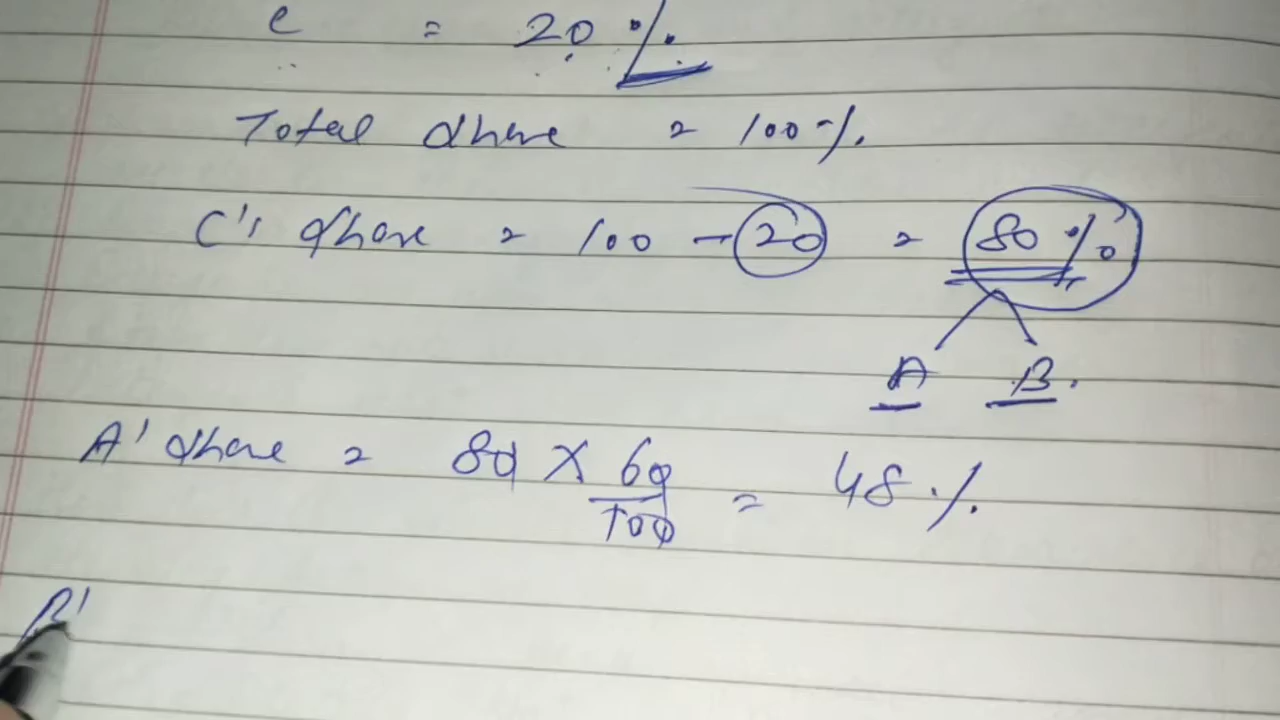 C = 20 %
Total share = 100 %.
C's share = 100 - 20 = 80 %
A B.
A' share = 80 X 60/100 = 48 %
B'